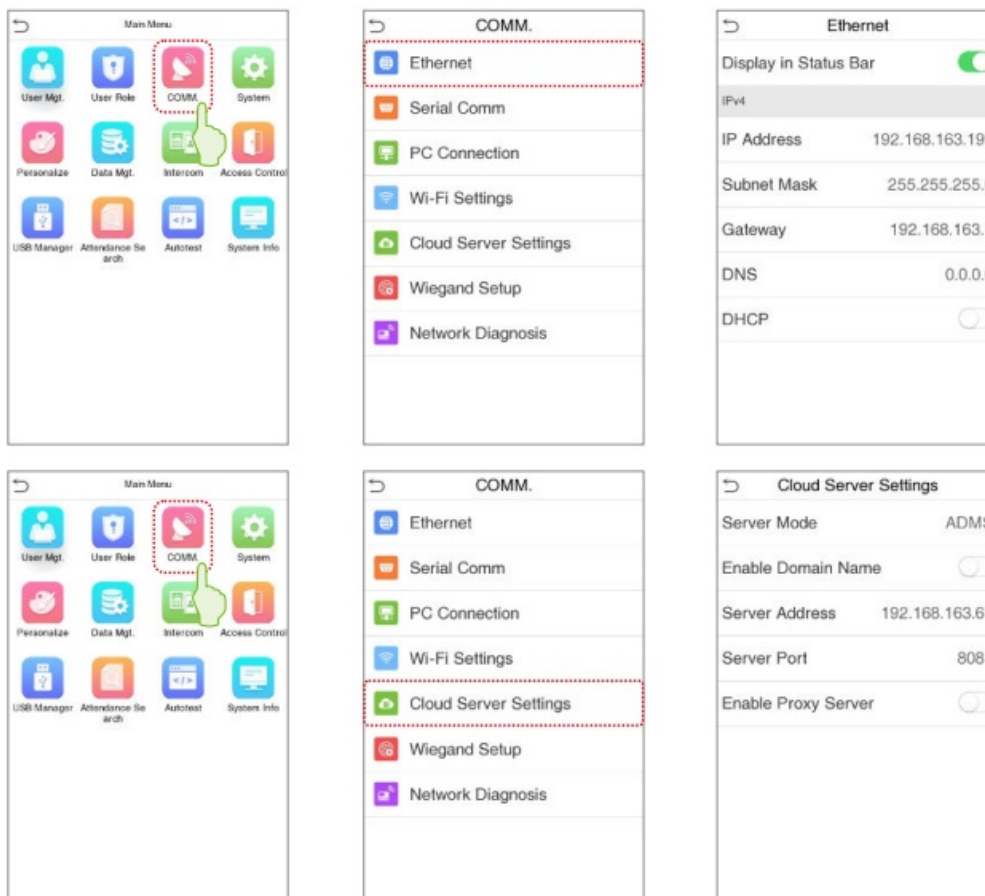 Main Menu
User Mgt.
User Role
COMM.
System
Personalize
Data Mgt.
Intercom
Access Control
USB Manager
Attendance Se
arch
Autotest
System Info
COMM.
Ethernet
Serial Comm
PC Connection
Wi-Fi Settings
Cloud Server Settings
Wiegand Setup
Network Diagnosis
Ethernet
Display in Status Bar
IPv4
IP Address 192.168.163.19
Subnet Mask 255.255.255.
Gateway 192.168.163.
DNS 0.0.0.
DHCP
Main Menu
User Mgt.
User Role
COMM.
System
Personalize
Data Mgt.
Intercom
Access Control
USB Manager
Attendance Se
arch
Autotest
System Info
COMM.
Ethernet
Serial Comm
PC Connection
Wi-Fi Settings
Cloud Server Settings
Wiegand Setup
Network Diagnosis
Cloud Server Settings
Server Mode ADMS
Enable Domain Name
Server Address 192.168.163.6
Server Port 808
Enable Proxy Server